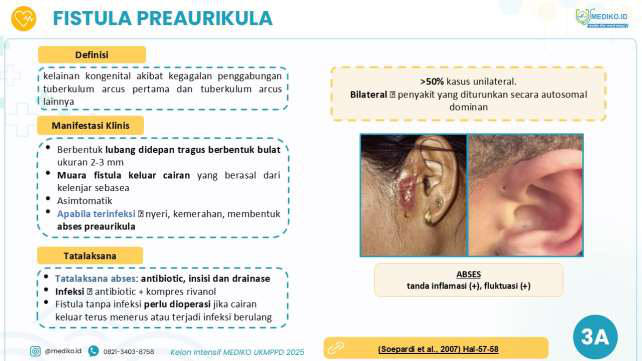 FISTULA PREAURIKULA
MEDIKO.ID
Definisi
kelainan kongenital akibat kegagalan penggabungan
tuberkulum arcus pertama dan tuberkulum arcus
lainnya
Manifestasi Klinis
• Berbentuk lubang didepan tragus berbentuk bulat
ukuran 2-3 mm
• Muara fistula keluar cairan yang berasal dari
kelenjar sebasea
• Asimtomatik
• Apabila terinfeksi nyeri, kemerahan, membentuk
abses preaurikula
Tatalaksana
• Tatalaksana abses: antibiotic, insisi dan drainase
• Infeksi antibiotic + kompres rivanol
• Fistula tanpa infeksi perlu dioperasi jika cairan
keluar terus menerus atau terjadi infeksi berulang
>50% kasus unilateral.
Bilateral penyakit yang diturunkan secara autosomal
dominan
ABSES
tanda inflamasi (+), fluktuasi (+)
3A
@mediko.id
0821-3403-8758
Kelon Intensif MEDIKO UKMPPD 2025
(Soepardi et al., 2007) Hal-57-58